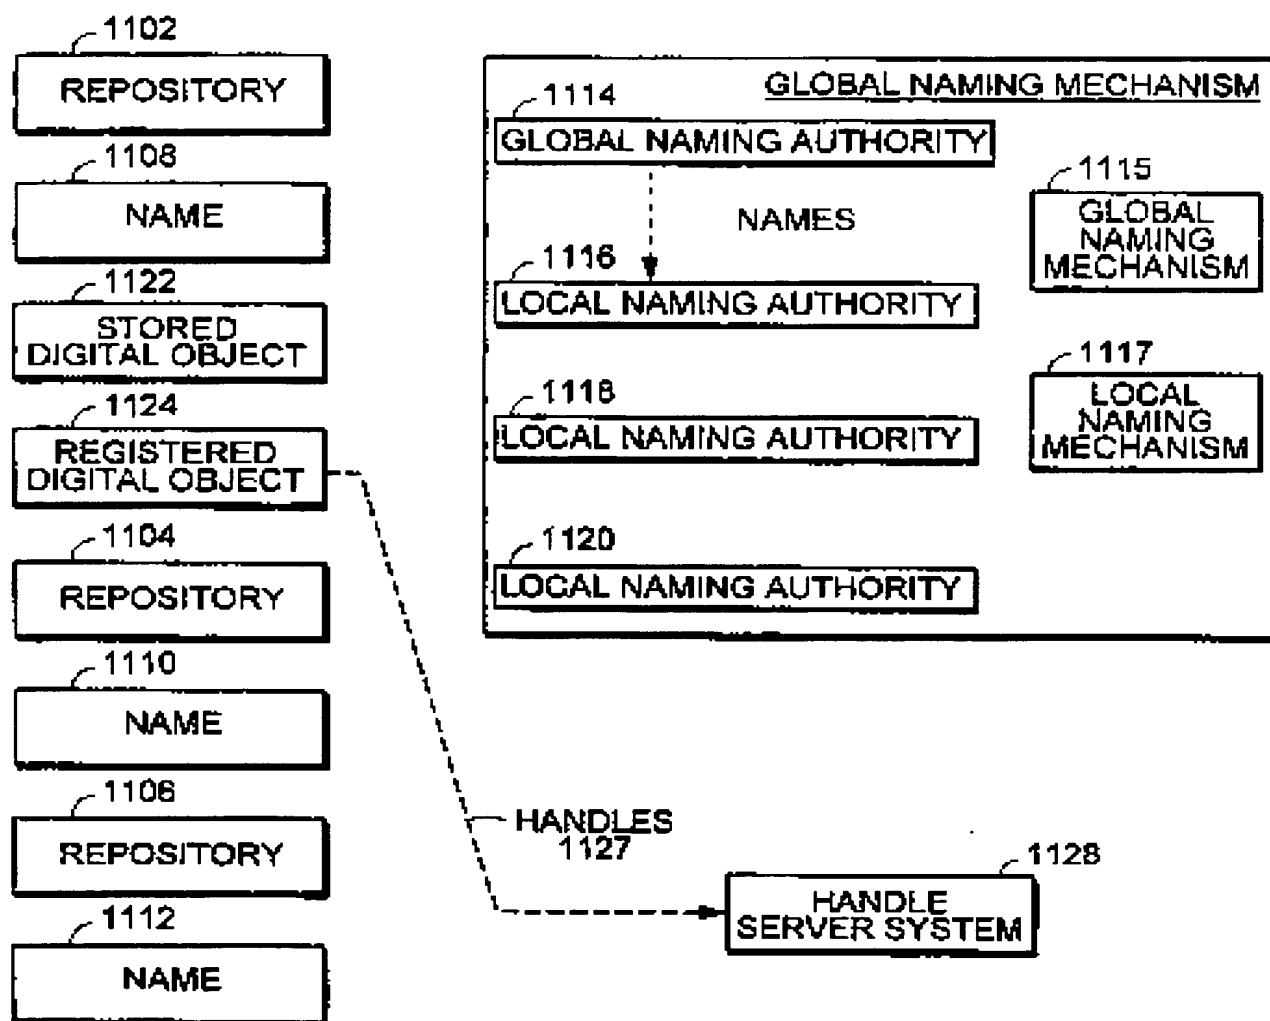 1102
REPOSITORY
1108
NAME
1122
STORED
DIGITAL OBJECT
1124
REGISTERED
DIGITAL OBJECT
1104
REPOSITORY
1110
NAME
1106
REPOSITORY
1112
NAME
GLOBAL NAMING MECHANISM
1114
GLOBAL NAMING AUTHORITY
NAMES
1116
LOCAL NAMING AUTHORITY
1118
LOCAL NAMING AUTHORITY
1120
LOCAL NAMING AUTHORITY
1115
GLOBAL
NAMING
MECHANISM
1117
LOCAL
NAMING
MECHANISM
HANDLES
1127
1128
HANDLE
SERVER SYSTEM